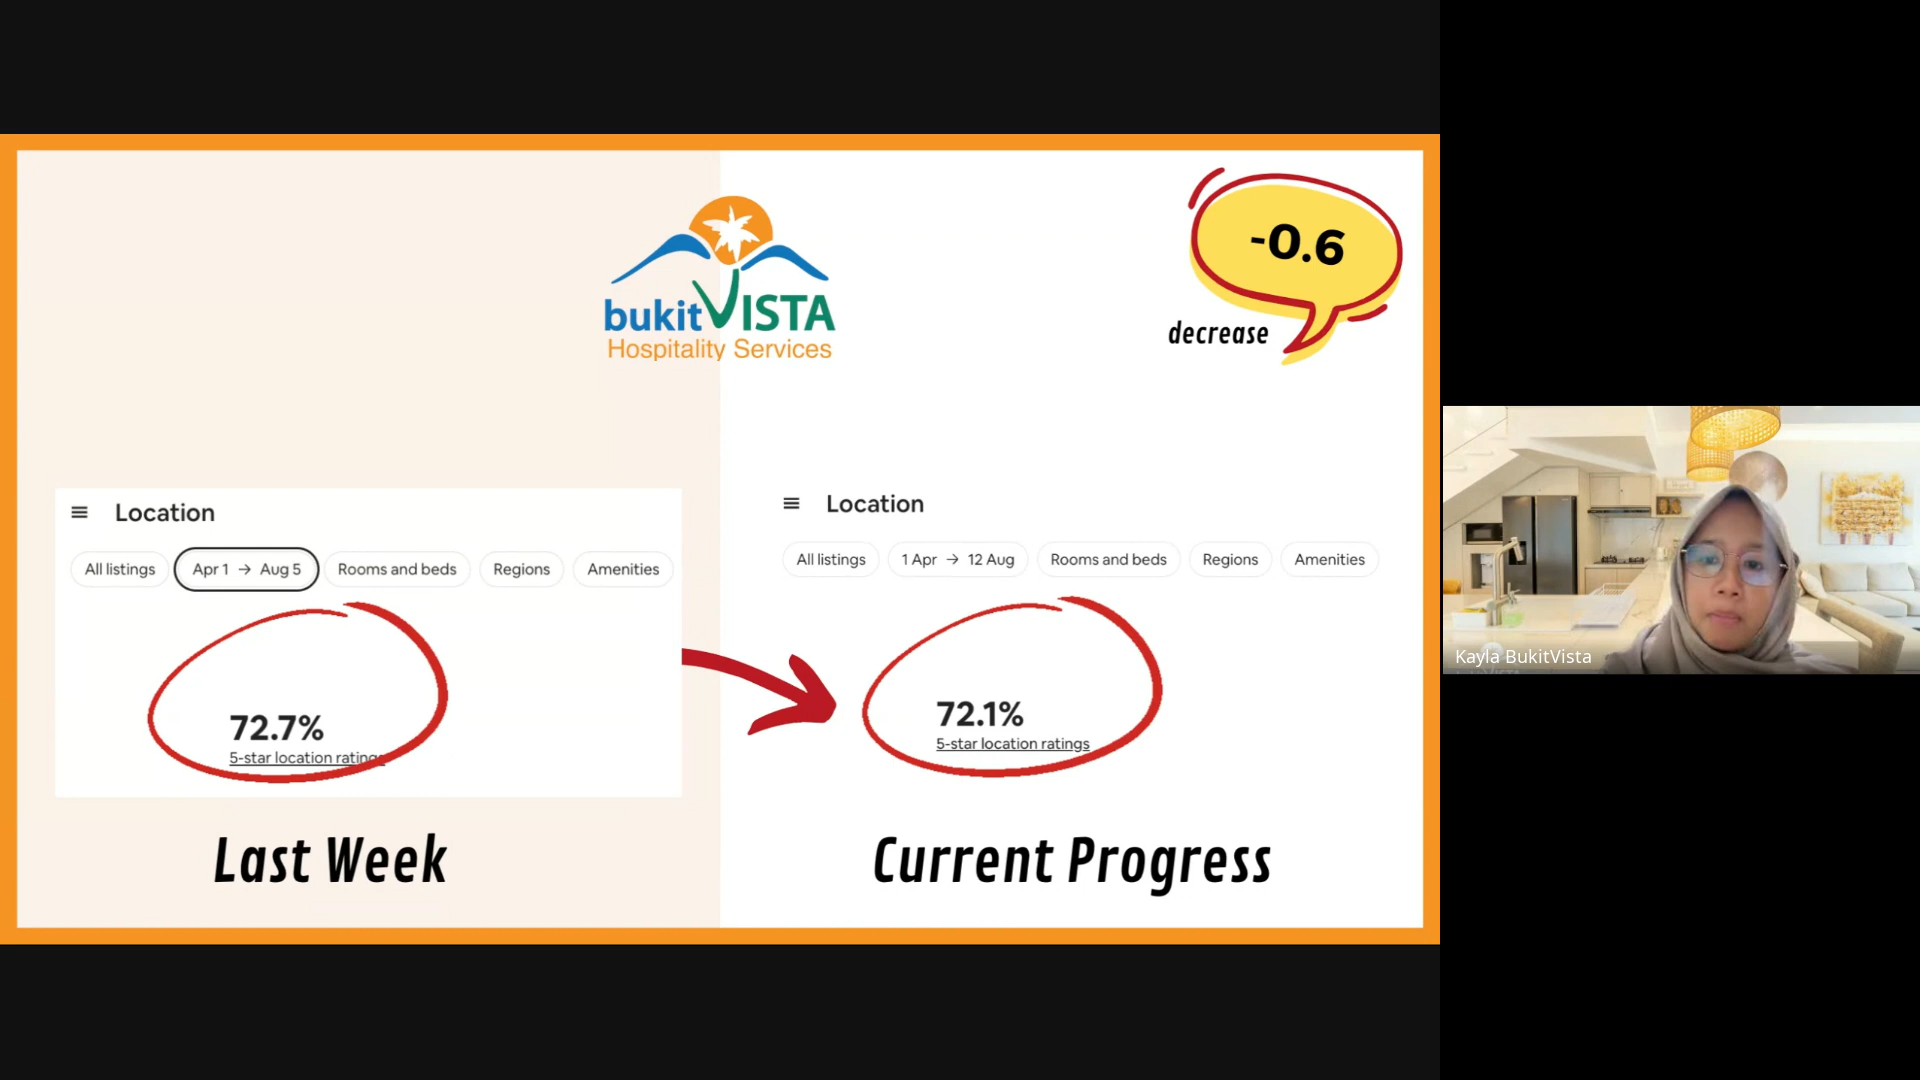 bukit VISTA
Hospitality Services
-0.6
decrease
Location
All listings
Apr 1 → Aug 5
Rooms and beds
Regions
Amenities
72.7%
5-star location ratings
Last Week
Location
All listings
1 Apr → 12 Aug
Rooms and beds
Regions
Amenities
72.1%
5-star location ratings
Current Progress
Kayla BukitVista